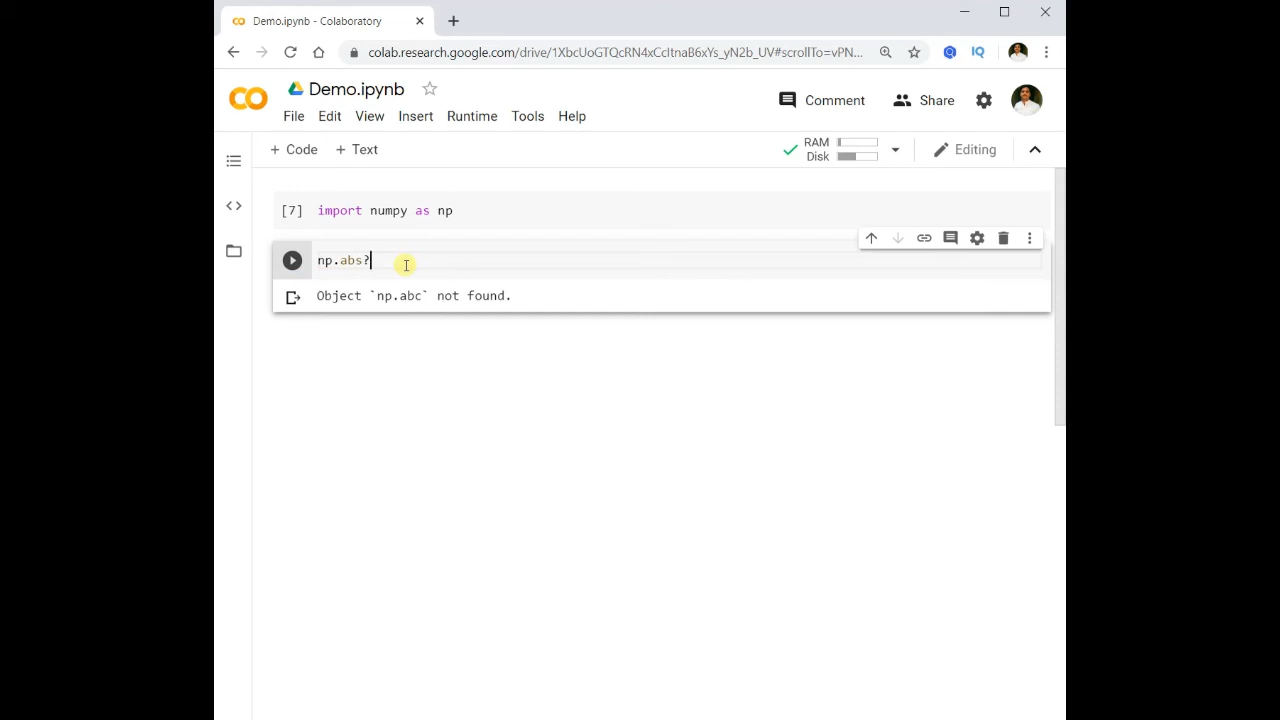 Demo.ipynb - Colaboratory
colab.research.google.com/drive/1XbcUoGTQcRN4xCcltnaB6xYs_yN2b_UV#scrollTo=vPN...
IQ
CO
Demo.ipynb
Comment
Share
File Edit View Insert Runtime Tools Help
+ Code + Text
RAM
Disk
Editing
[7] import numpy as np
np.abs?
Object `np.abc` not found.